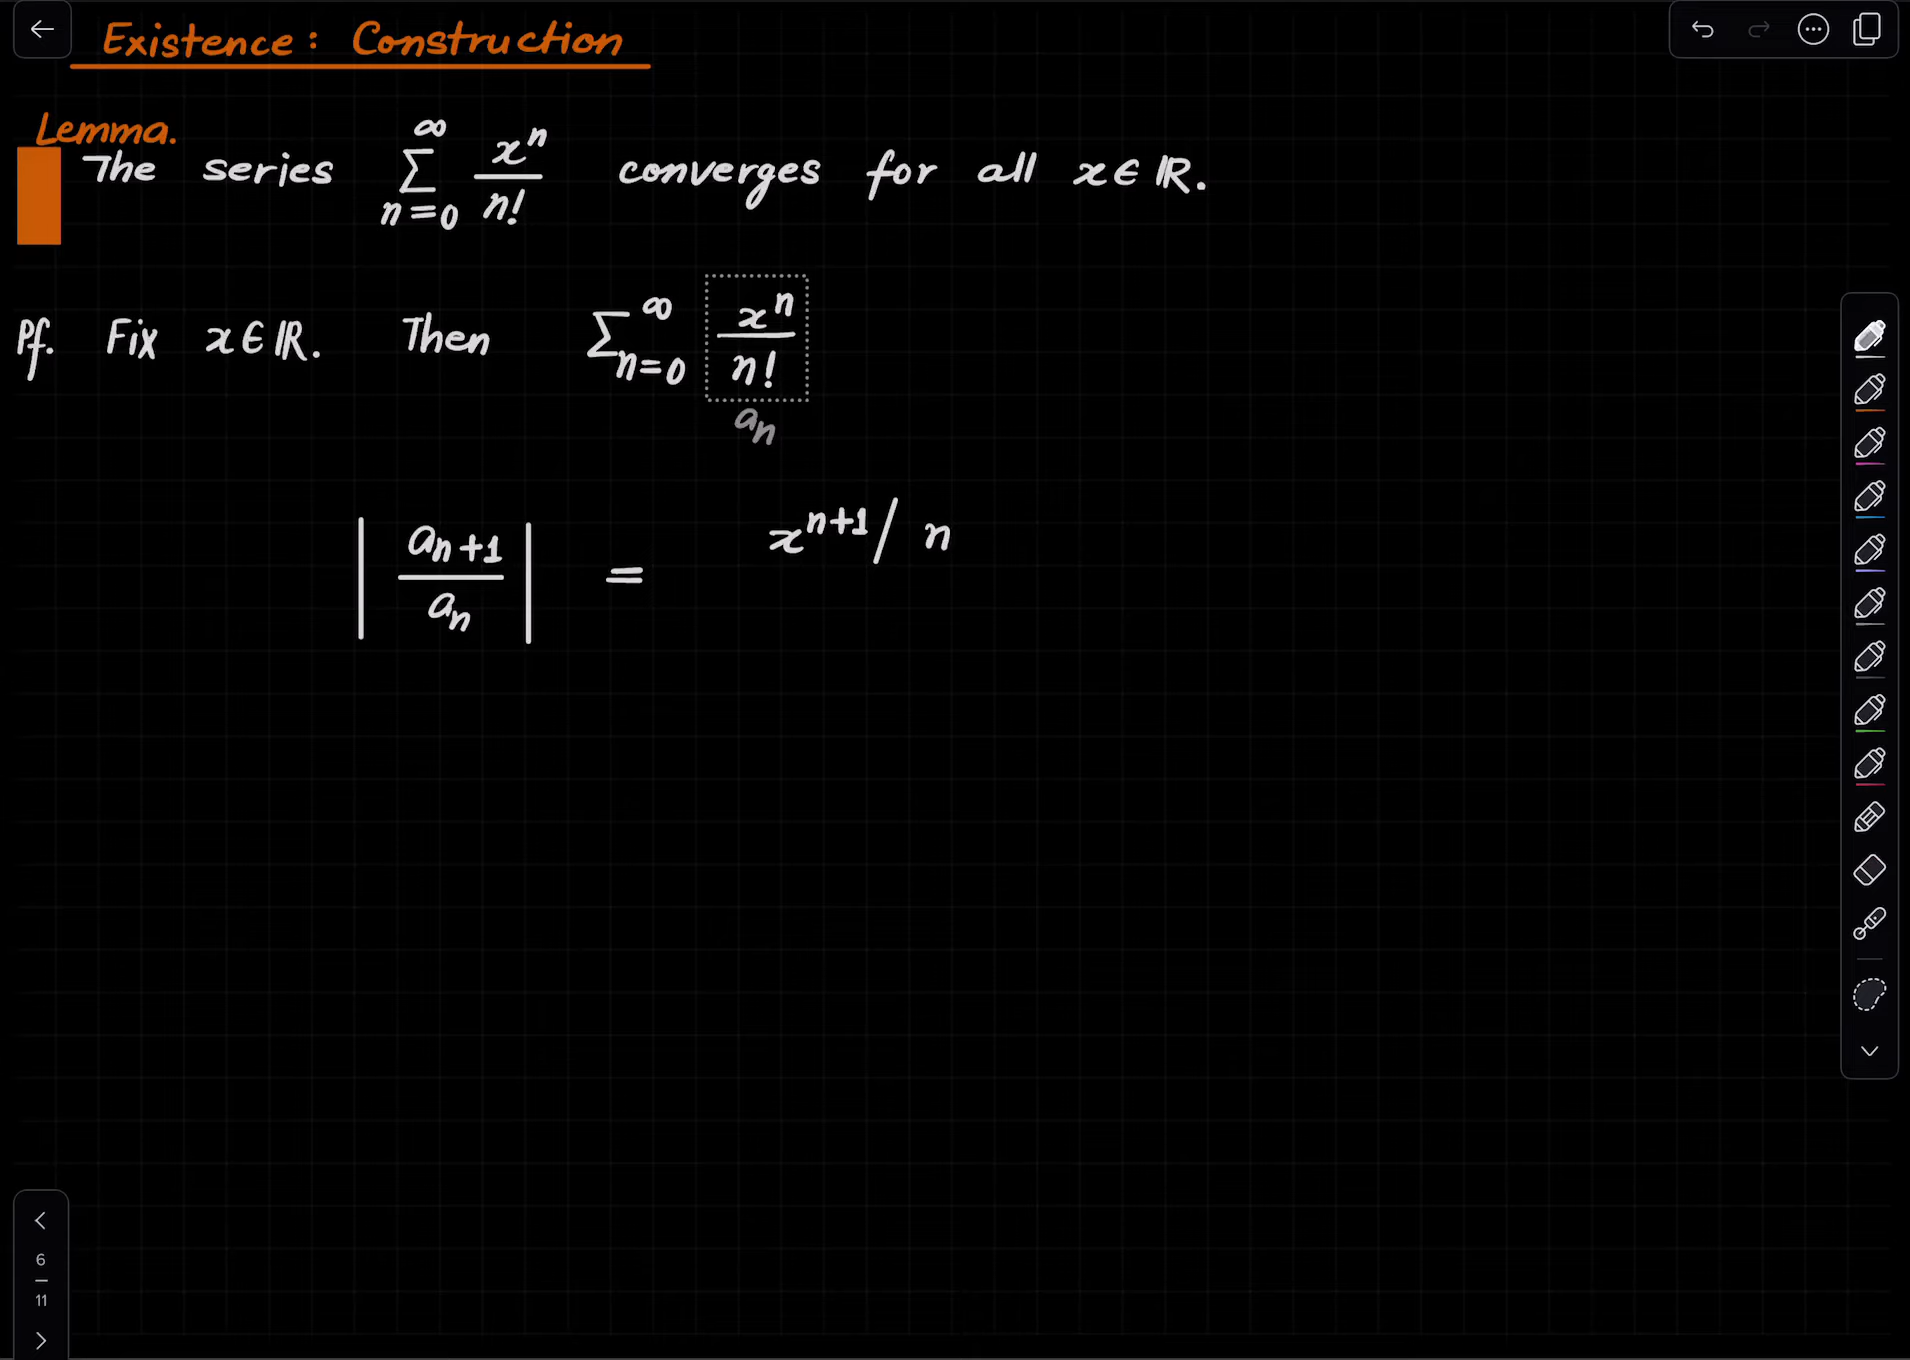 Existence: Construction
Lemma.
The series ∑_{n=0}^{∞} x^n/n! converges for all x∈ℝ.
Pf. Fix x∈ℝ. Then ∑_{n=0}^{∞} x^n/n!
a_n
|a_{n+1}/a_n| = x^{n+1}/ n
6
11